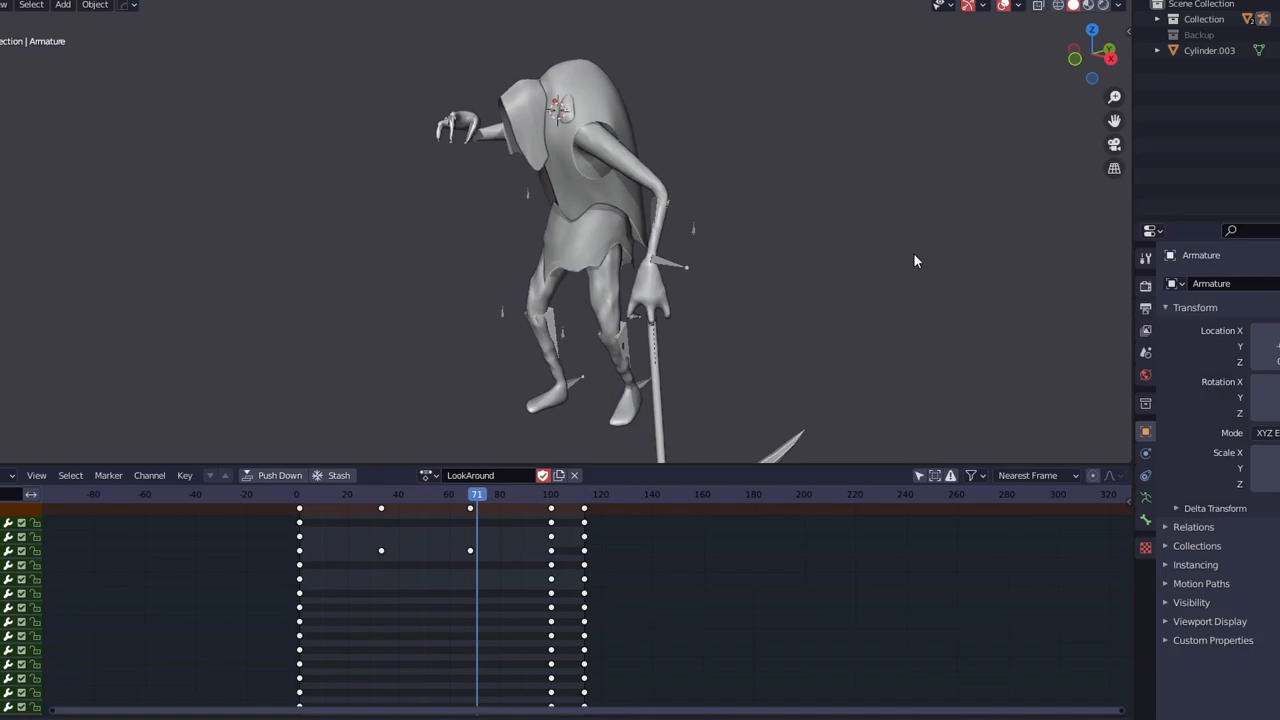 Select Add Object
Scene Collection
Collection 2
ection | Armature
Backup
Cylinder.003
Z
Y
X
Armature
Armature
Transform
Location X
Y
Z
Rotation X
Y
Z
Mode XYZ E
Scale X
Y
Z
Delta Transform
Relations
Collections
Instancing
Motion Paths
Visibility
Viewport Display
Custom Properties
View Select Marker Channel Key Push Down Stash LookAround Nearest Frame
-80 -60 -40 -20 0 20 40 60 71 80 100 120 140 160 180 200 220 240 260 280 300 320